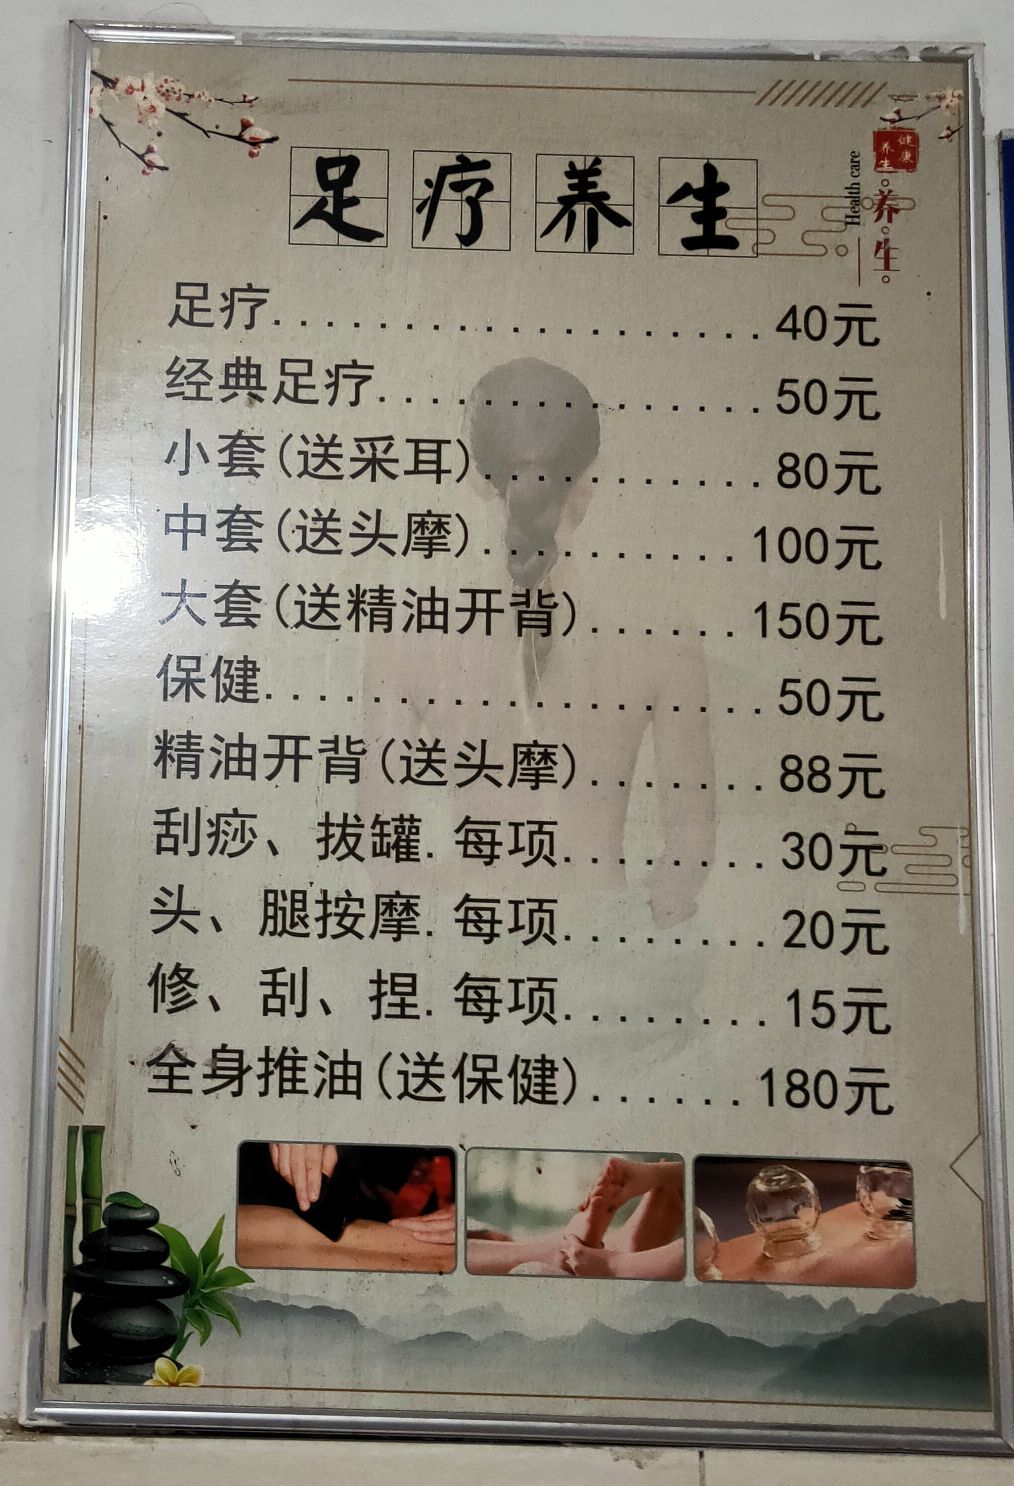 足疗养生
健康
养生
Health care
养生
足疗..................40元
经典足疗..............50元
小套(送采耳)...........80元
中套(送头摩)..........100元
大套(送精油开背)......150元
保健...................50元
精油开背(送头摩).......88元
刮痧、拔罐.每项........30元
头、腿按摩.每项........20元
修、刮、捏.每项........15元
全身推油(送保健)......180元